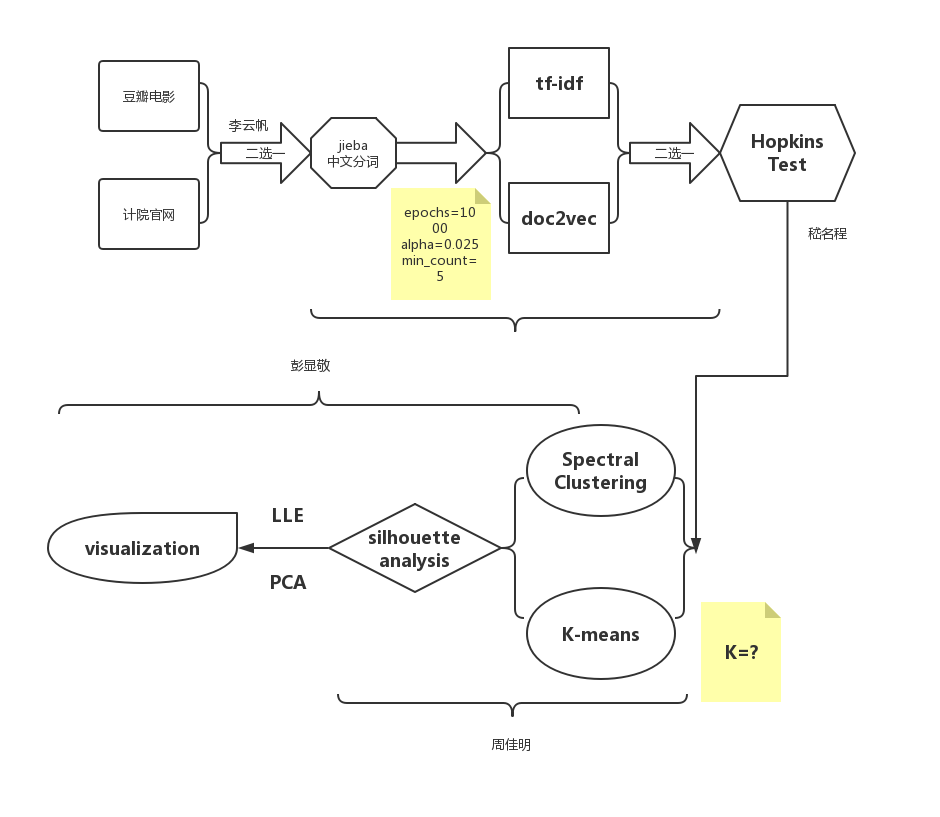 豆瓣电影
计院官网
李云帆
二选一
jieba
中文分词
epochs=10
00
alpha=0.025
min_count=
5
tf-idf
doc2vec
二选一
Hopkins
Test
嵇名程
彭显敬
Spectral
Clustering
K-means
K=?
silhouette
analysis
LLE
PCA
visualization
周佳明